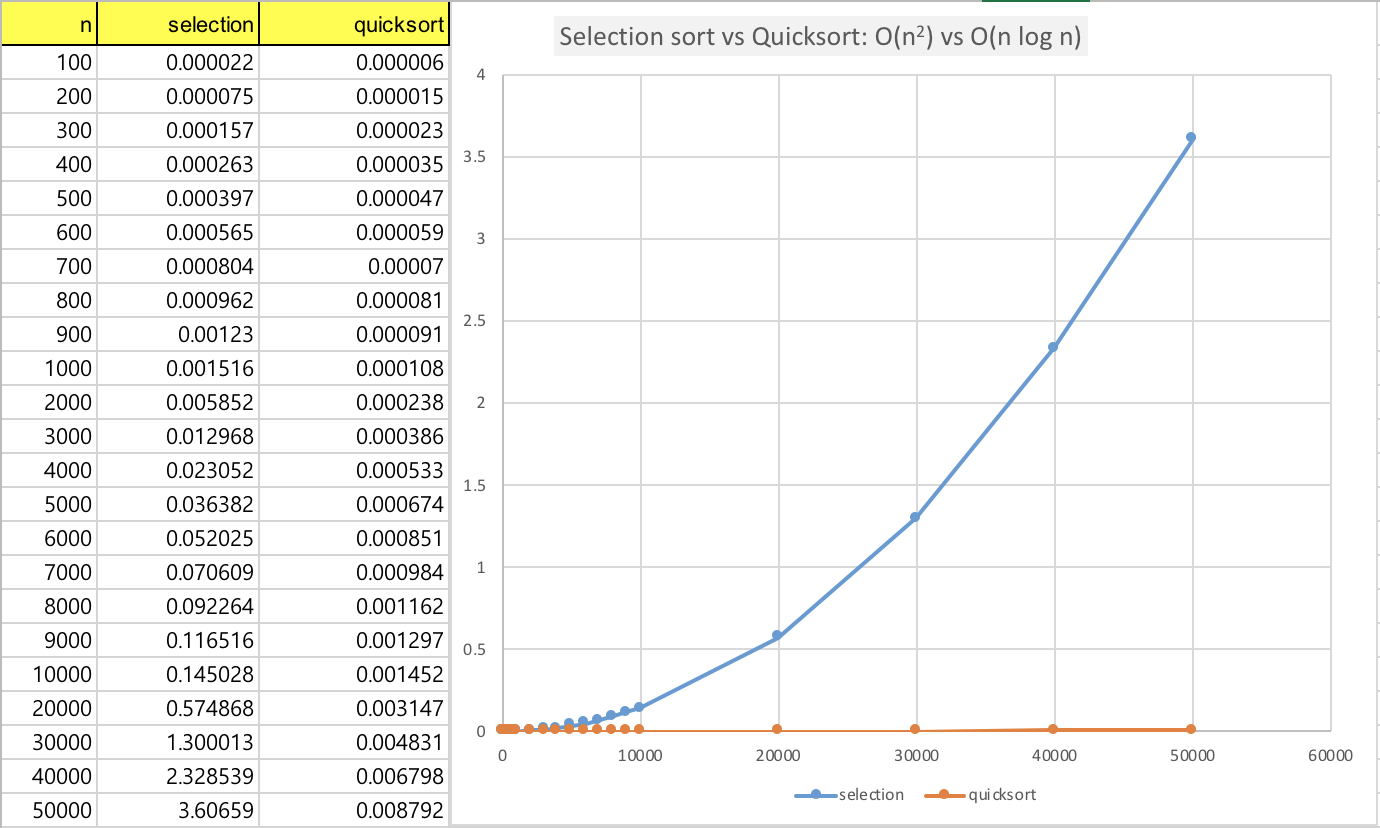 n selection quicksort
100 0.000022 0.000006
200 0.000075 0.000015
300 0.000157 0.000023
400 0.000263 0.000035
500 0.000397 0.000047
600 0.000565 0.000059
700 0.000804 0.00007
800 0.000962 0.000081
900 0.00123 0.000091
1000 0.001516 0.000108
2000 0.005852 0.000238
3000 0.012968 0.000386
4000 0.023052 0.000533
5000 0.036382 0.000674
6000 0.052025 0.000851
7000 0.070609 0.000984
8000 0.092264 0.001162
9000 0.116516 0.001297
10000 0.145028 0.001452
20000 0.574868 0.003147
30000 1.300013 0.004831
40000 2.328539 0.006798
50000 3.60659 0.008792
Selection sort vs Quicksort: O(n²) vs O(n log n)
4
3.5
3
2.5
2
1.5
1
0.5
0
0 10000 20000 30000 40000 50000 60000
selection quicksort